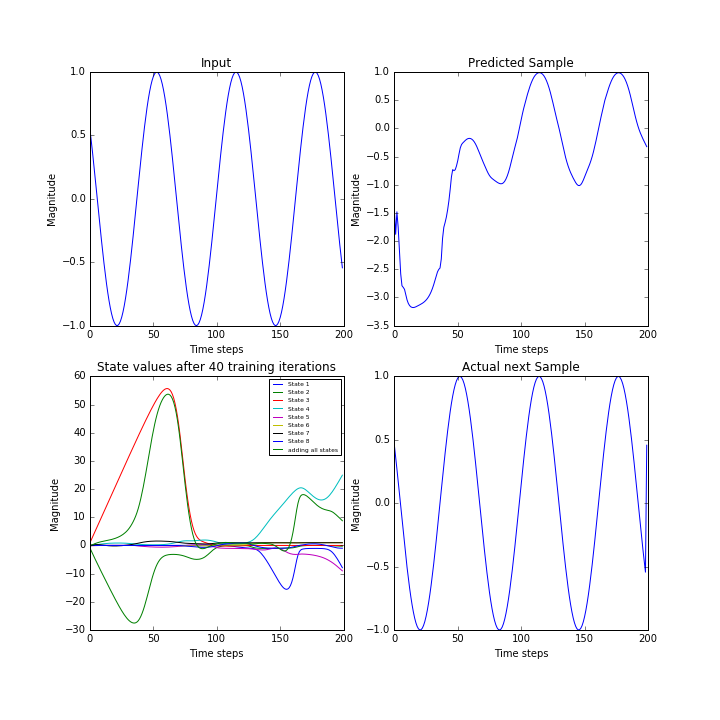 Input
Magnitude
1.0
0.5
0.0
−0.5
−1.0
0
50
100
150
200
Time steps
Predicted Sample
Magnitude
1.0
0.5
0.0
−0.5
−1.0
−1.5
−2.0
−2.5
−3.0
−3.5
0
50
100
150
200
Time steps
State values after 40 training iterations
Magnitude
60
50
40
30
20
10
0
−10
−20
−30
0
50
100
150
200
Time steps
State 1
State 2
State 3
State 4
State 5
State 6
State 7
State 8
adding all states
Actual next Sample
Magnitude
1.0
0.5
0.0
−0.5
−1.0
0
50
100
150
200
Time steps